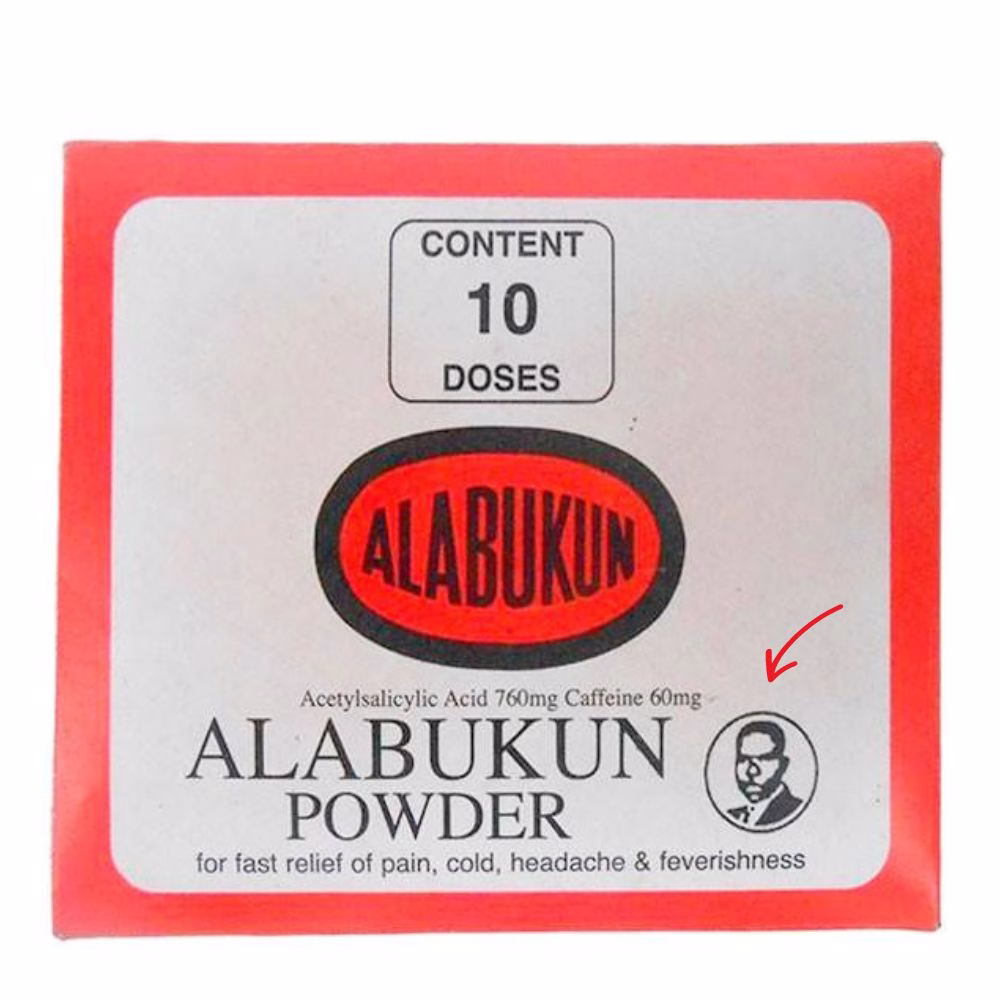 CONTENT
10
DOSES
ALABUKUN
Acetylsalicylic Acid 760mg Caffeine 60mg
ALABUKUN
POWDER
for fast relief of pain, cold, headache & feverishness